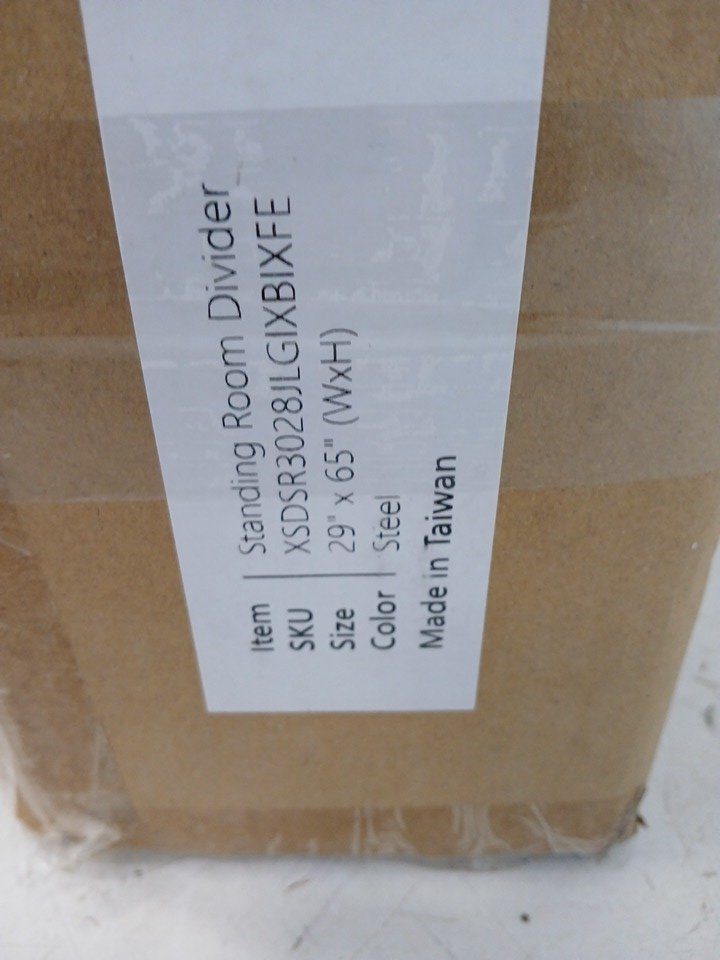 Item | Standing Room Divider
SKU XSDSR3028JLGIXBIXFE
Size | 29" x 65" (WxH)
Color | Steel
Made in Taiwan